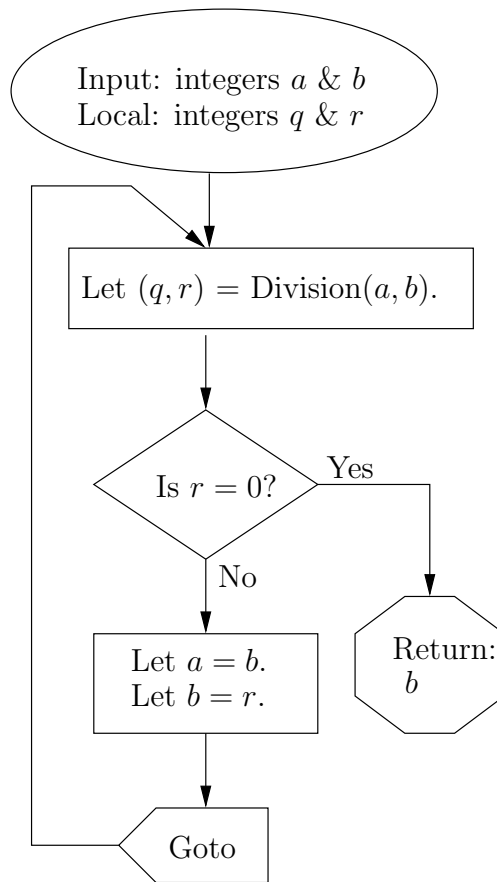 Input: integers a & b
Local: integers q & r
Let (q, r) = Division(a, b).
Is r = 0?
Yes
No
Let a = b.
Let b = r.
Return:
b
Goto